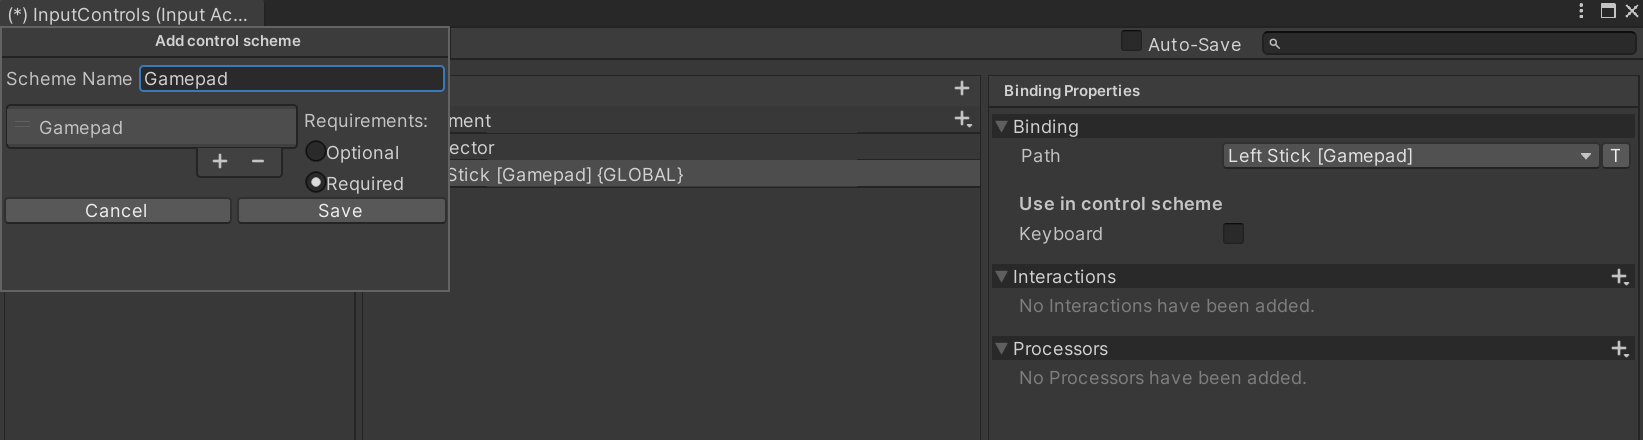 (*) InputControls (Input Ac...
Add control scheme
Scheme Name Gamepad
Gamepad
Requirements:
Optional
Required
Cancel Save
Auto-Save
ment
ector
Stick [Gamepad] {GLOBAL}
Binding Properties
Binding
Path Left Stick [Gamepad] T
Use in control scheme
Keyboard
Interactions
No Interactions have been added.
Processors
No Processors have been added.